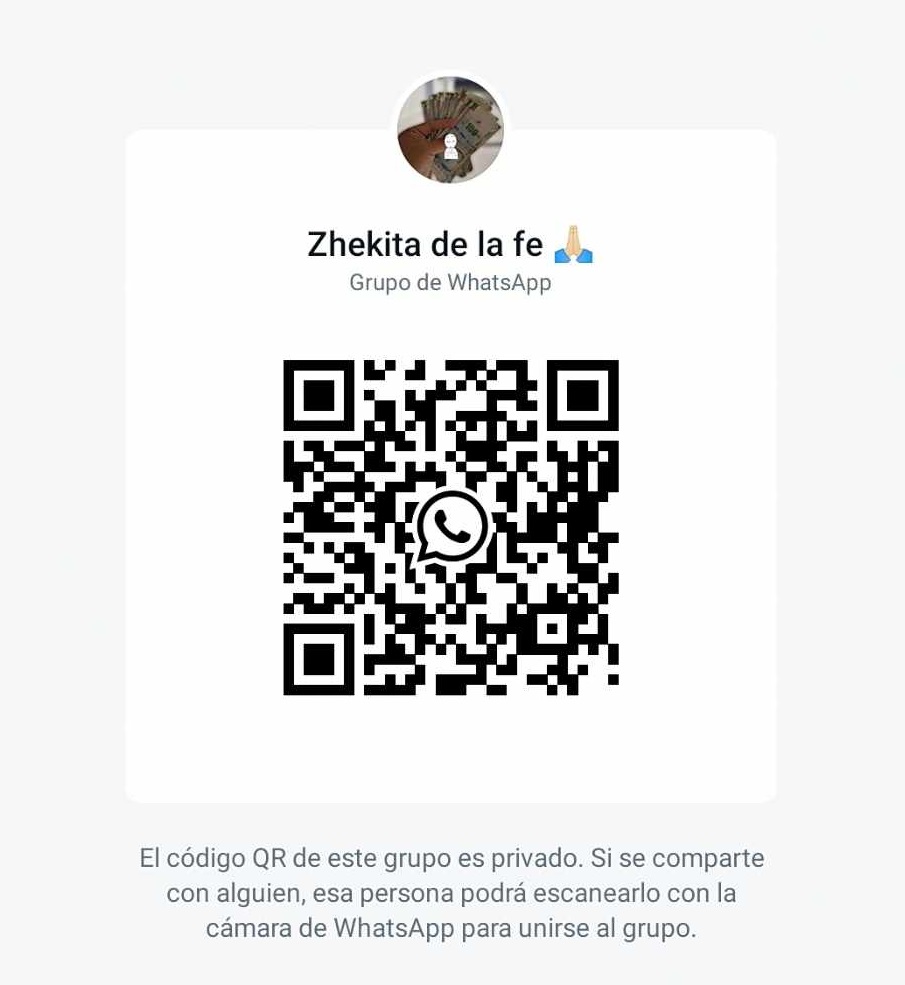 Zhekita de la fe 🙏🏼
Grupo de WhatsApp
El código QR de este grupo es privado. Si se comparte
con alguien, esa persona podrá escanearlo con la
cámara de WhatsApp para unirse al grupo.